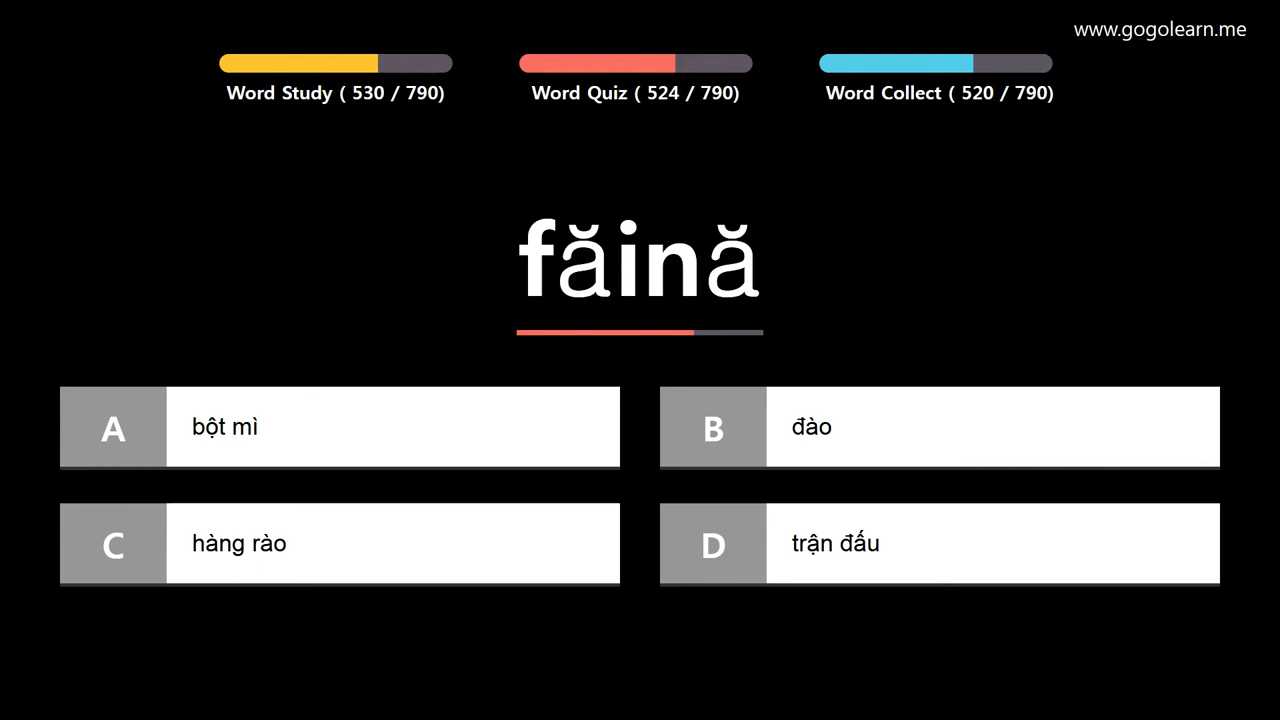 www.gogolearn.me
Word Study ( 530 / 790)
Word Quiz ( 524 / 790)
Word Collect ( 520 / 790)
făină
A
bột mì
B
đào
C
hàng rào
D
trận đấu